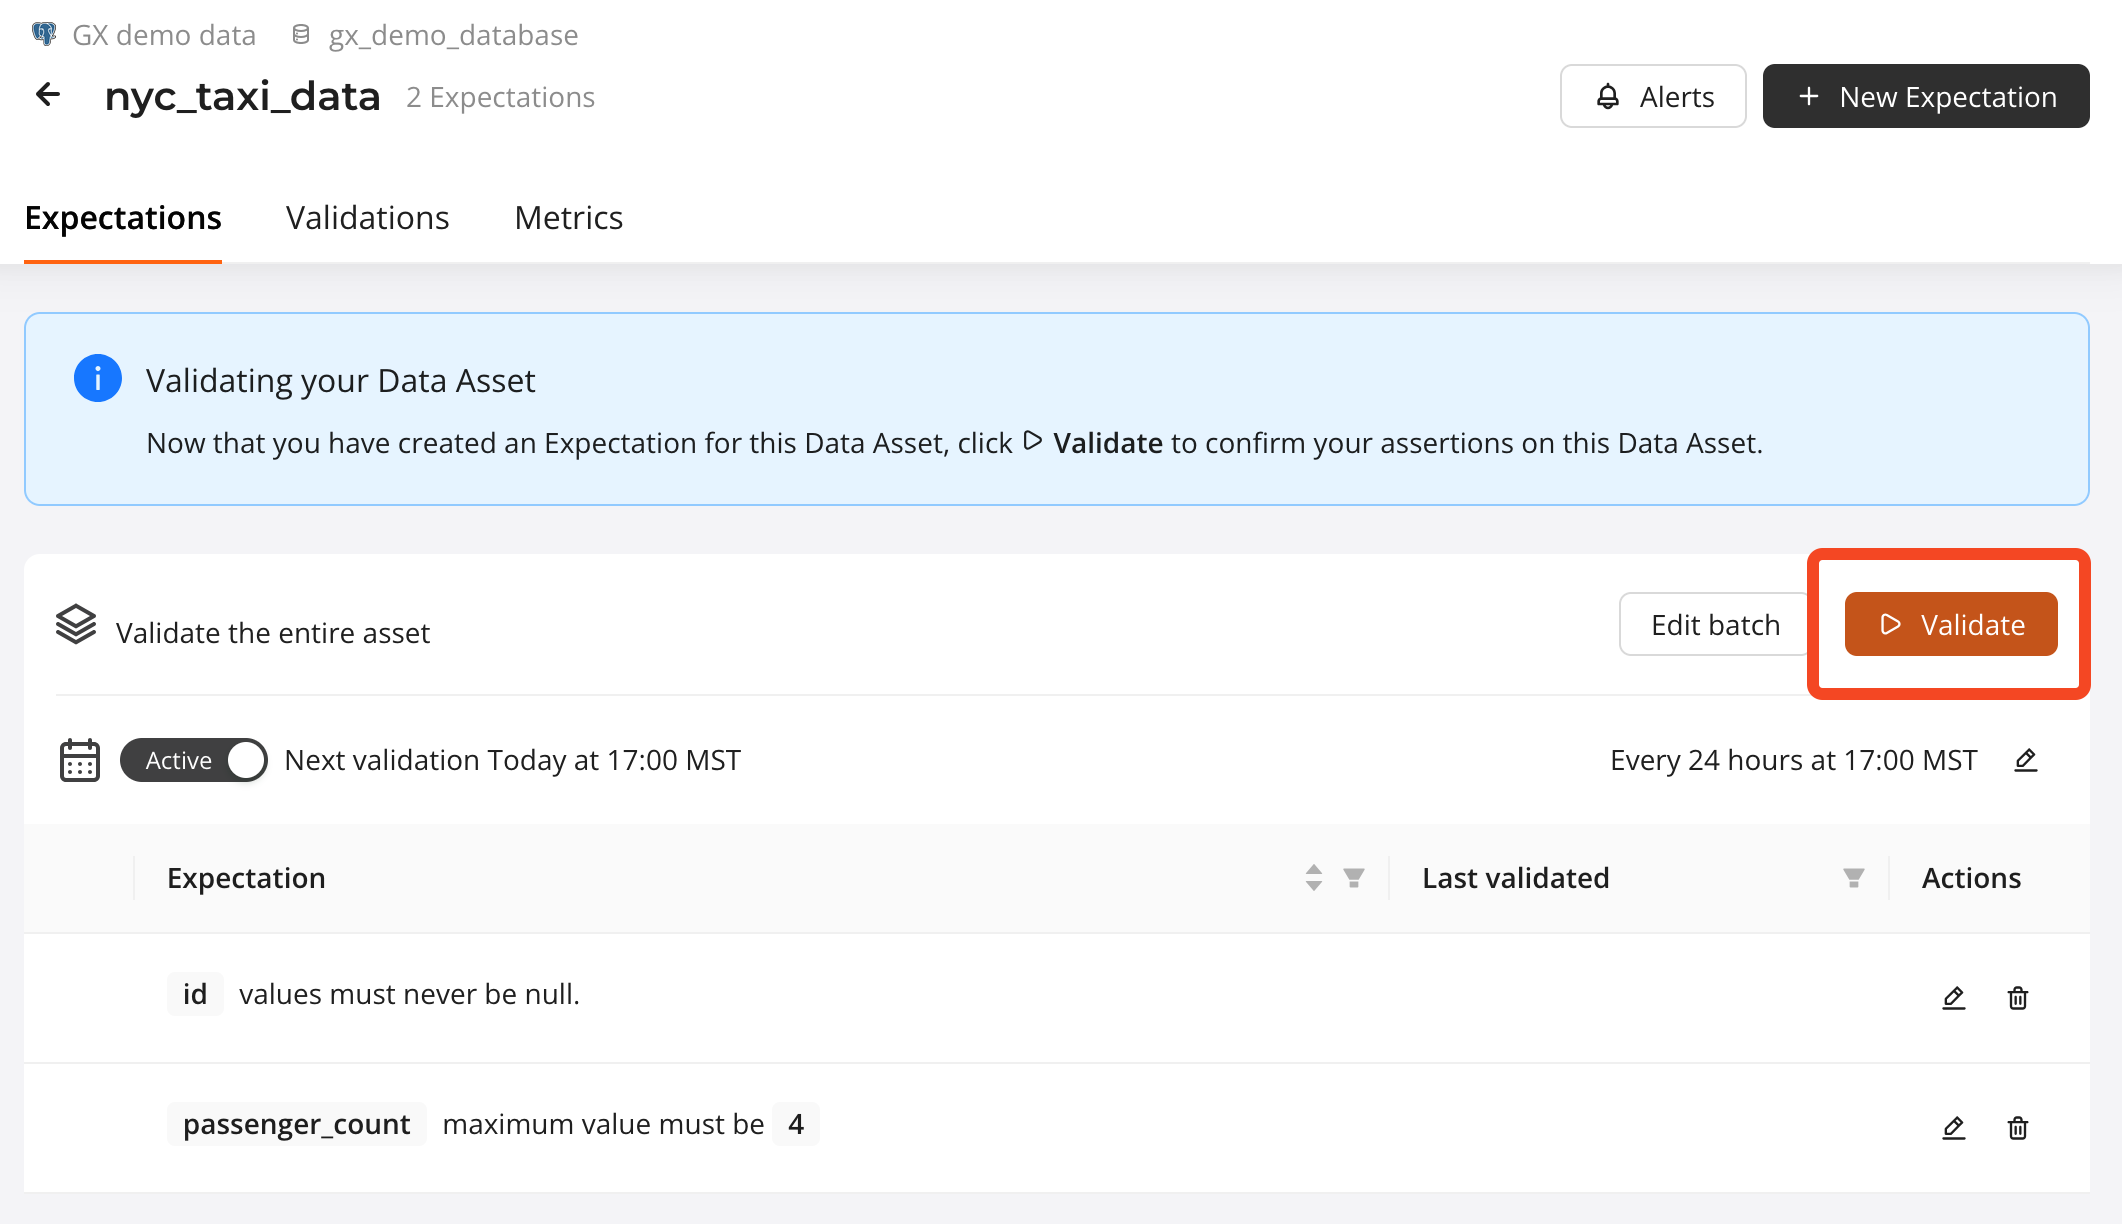 GX demo data gx_demo_database
nyc_taxi_data 2 Expectations
Alerts
+ New Expectation
Expectations Validations Metrics
Validating your Data Asset
Now that you have created an Expectation for this Data Asset, click Validate to confirm your assertions on this Data Asset.
Validate the entire asset
Edit batch
Validate
Active Next validation Today at 17:00 MST
Every 24 hours at 17:00 MST
Expectation Last validated Actions
id values must never be null.
passenger_count maximum value must be 4